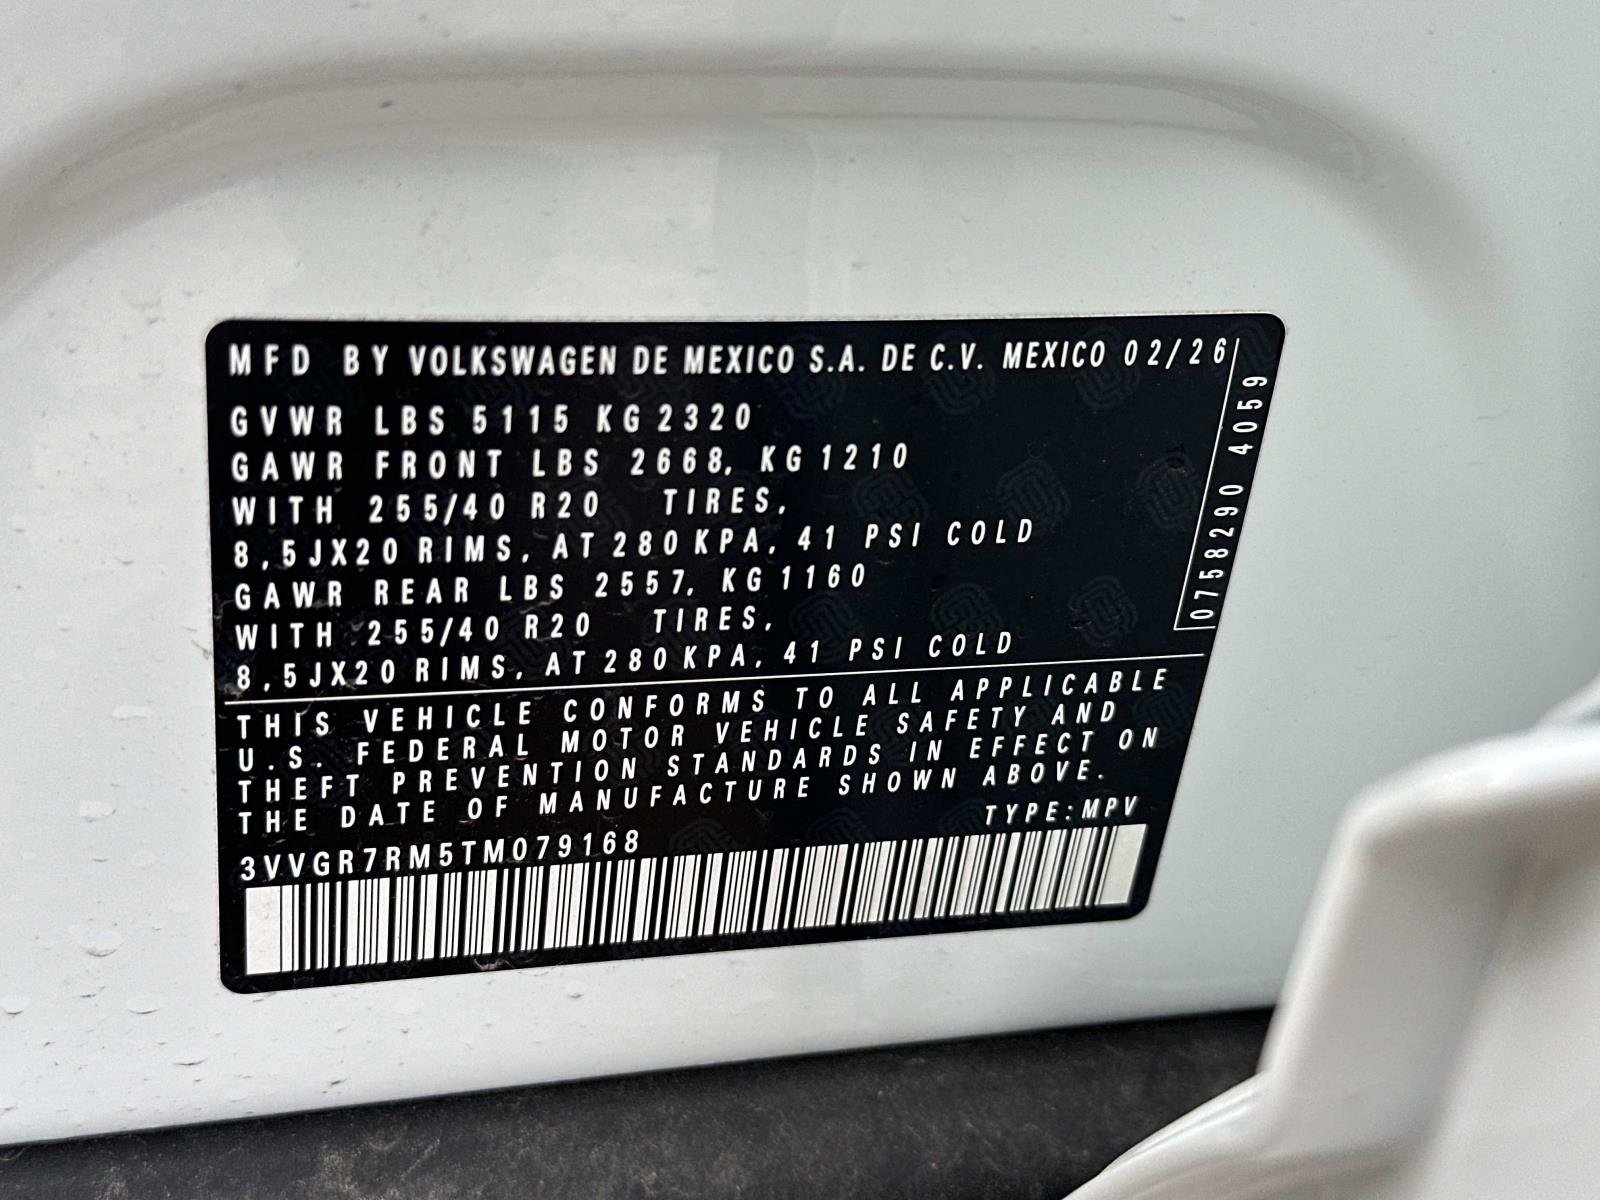 MFD BY VOLKSWAGEN DE MEXICO S.A. DE C.V. MEXICO 02/26
GVWR LBS 5115 KG 2320
GAWR FRONT LBS 2668, KG 1210
WITH 255/40 R20 TIRES,
8,5JX20 RIMS, AT 280 KPA, 41 PSI COLD
GAWR REAR LBS 2557, KG 1160
WITH 255/40 R20 TIRES,
8,5JX20 RIMS, AT 280 KPA, 41 PSI COLD
0758290 4059
THIS VEHICLE CONFORMS TO ALL APPLICABLE
U.S. FEDERAL MOTOR VEHICLE SAFETY AND
THEFT PREVENTION STANDARDS IN EFFECT ON
THE DATE OF MANUFACTURE SHOWN ABOVE.
TYPE:MPV
3VVGR7RM5TM079168